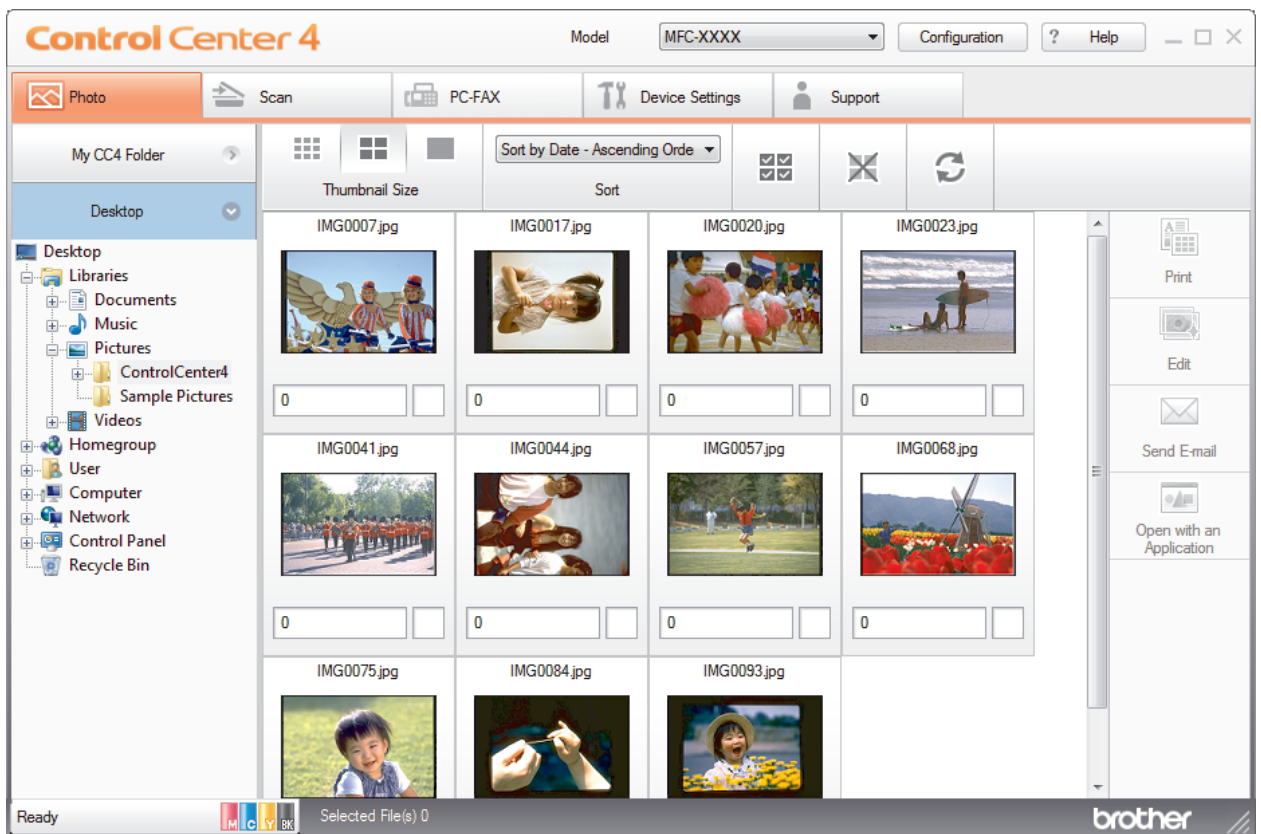 Control Center 4
Model
MFC-XXXX
Configuration
? Help
Photo
Scan
PC-FAX
Device Settings
Support
My CC4 Folder
Desktop
Thumbnail Size
Sort by Date - Ascending Orde
Sort
Desktop
Libraries
Documents
Music
Pictures
ControlCenter4
Sample Pictures
Videos
Homegroup
User
Computer
Network
Control Panel
Recycle Bin
IMG0007.jpg IMG0017.jpg IMG0020.jpg IMG0023.jpg
0 0 0 0
IMG0041.jpg IMG0044.jpg IMG0057.jpg IMG0068.jpg
0 0 0 0
IMG0075.jpg IMG0084.jpg IMG0093.jpg
Print
Edit
Send E-mail
Open with an
Application
Ready
M C Y BK
Selected File(s) 0
brother